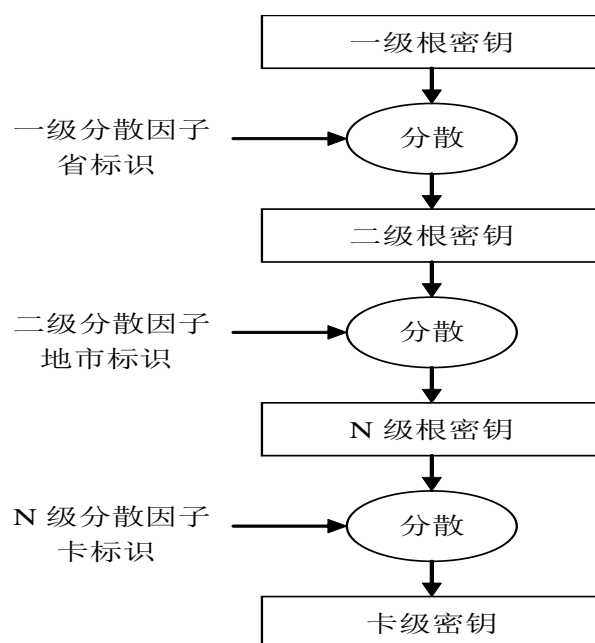 一级根密钥
一级分散因子
省标识
分散
二级根密钥
二级分散因子
地市标识
分散
N 级根密钥
N 级分散因子
卡标识
分散
卡级密钥